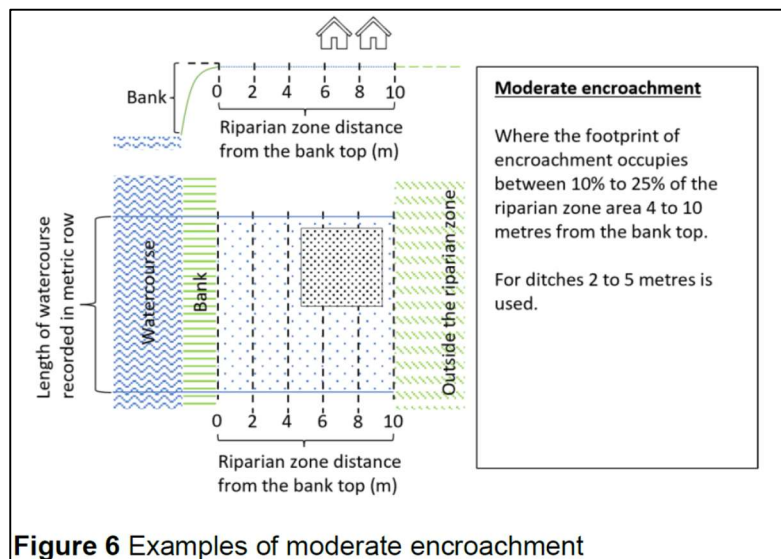 Bank
0 2 4 6 8 10
Riparian zone distance
from the bank top (m)
Length of watercourse
recorded in metric row
Watercourse
Bank
Outside the riparian zone
0 2 4 6 8 10
Riparian zone distance
from the bank top (m)
Moderate encroachment
Where the footprint of
encroachment occupies
between 10% to 25% of the
riparian zone area 4 to 10
metres from the bank top.
For ditches 2 to 5 metres is
used.
Figure 6 Examples of moderate encroachment